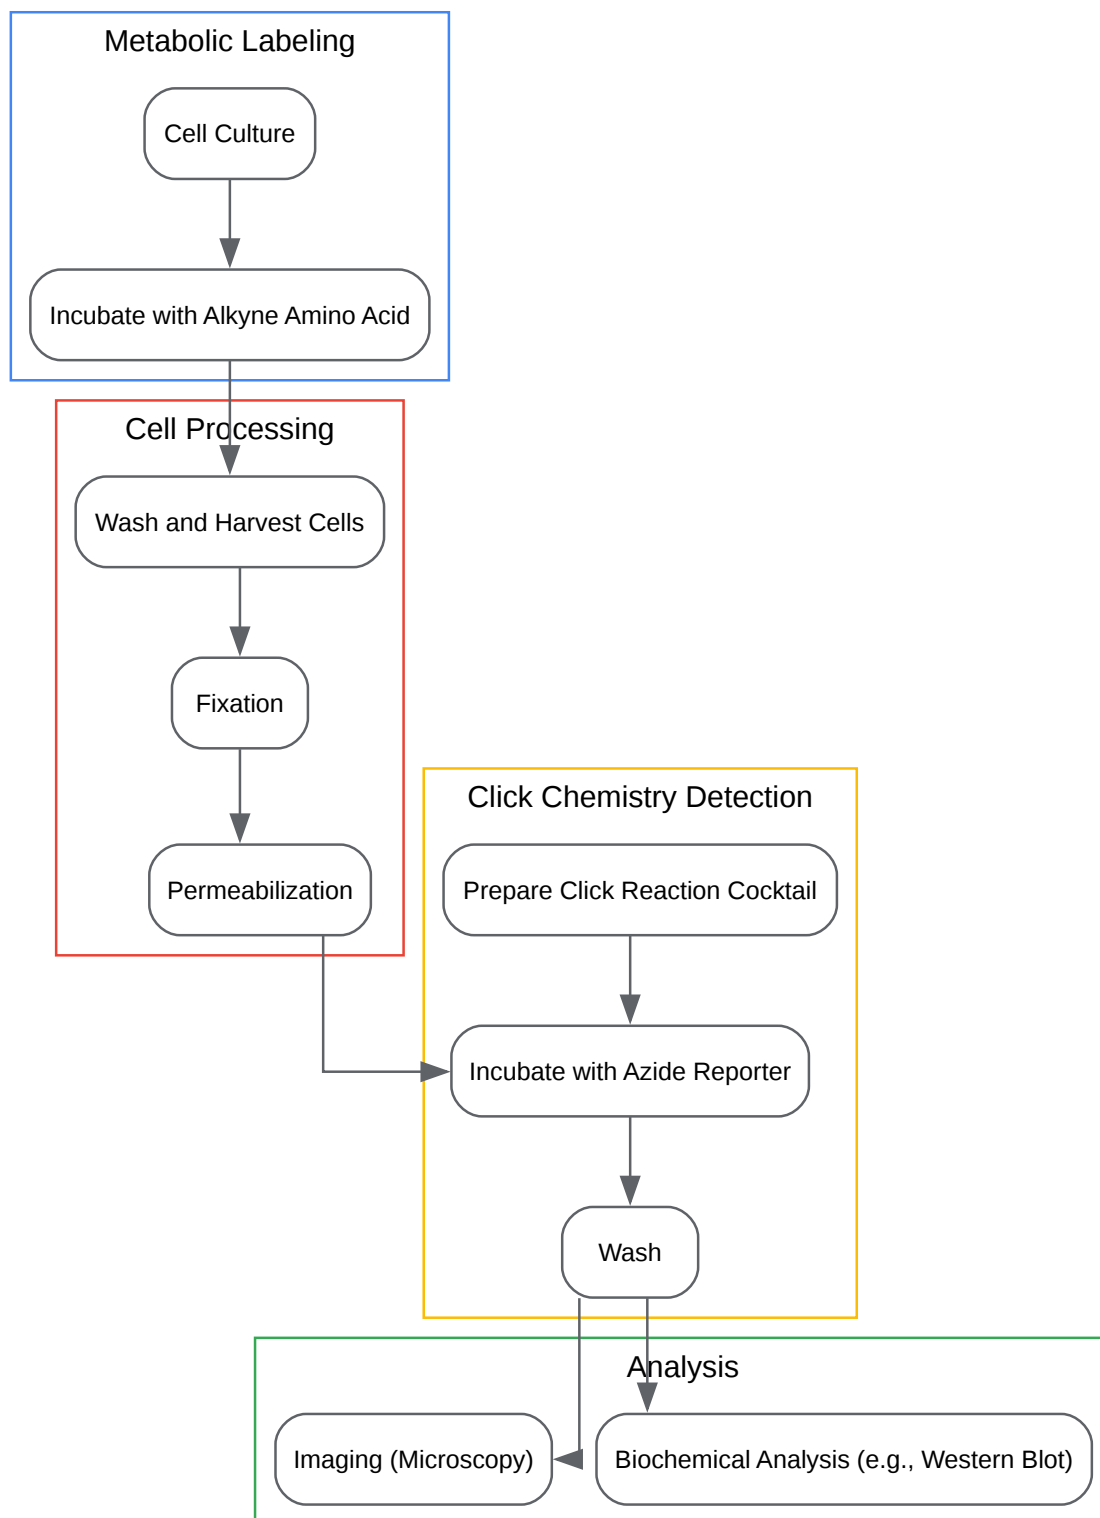 Metabolic Labeling
Cell Culture
Incubate with Alkyne Amino Acid
Cell Processing
Wash and Harvest Cells
Fixation
Permeabilization
Click Chemistry Detection
Prepare Click Reaction Cocktail
Incubate with Azide Reporter
Wash
Analysis
Imaging (Microscopy)
Biochemical Analysis (e.g., Western Blot)